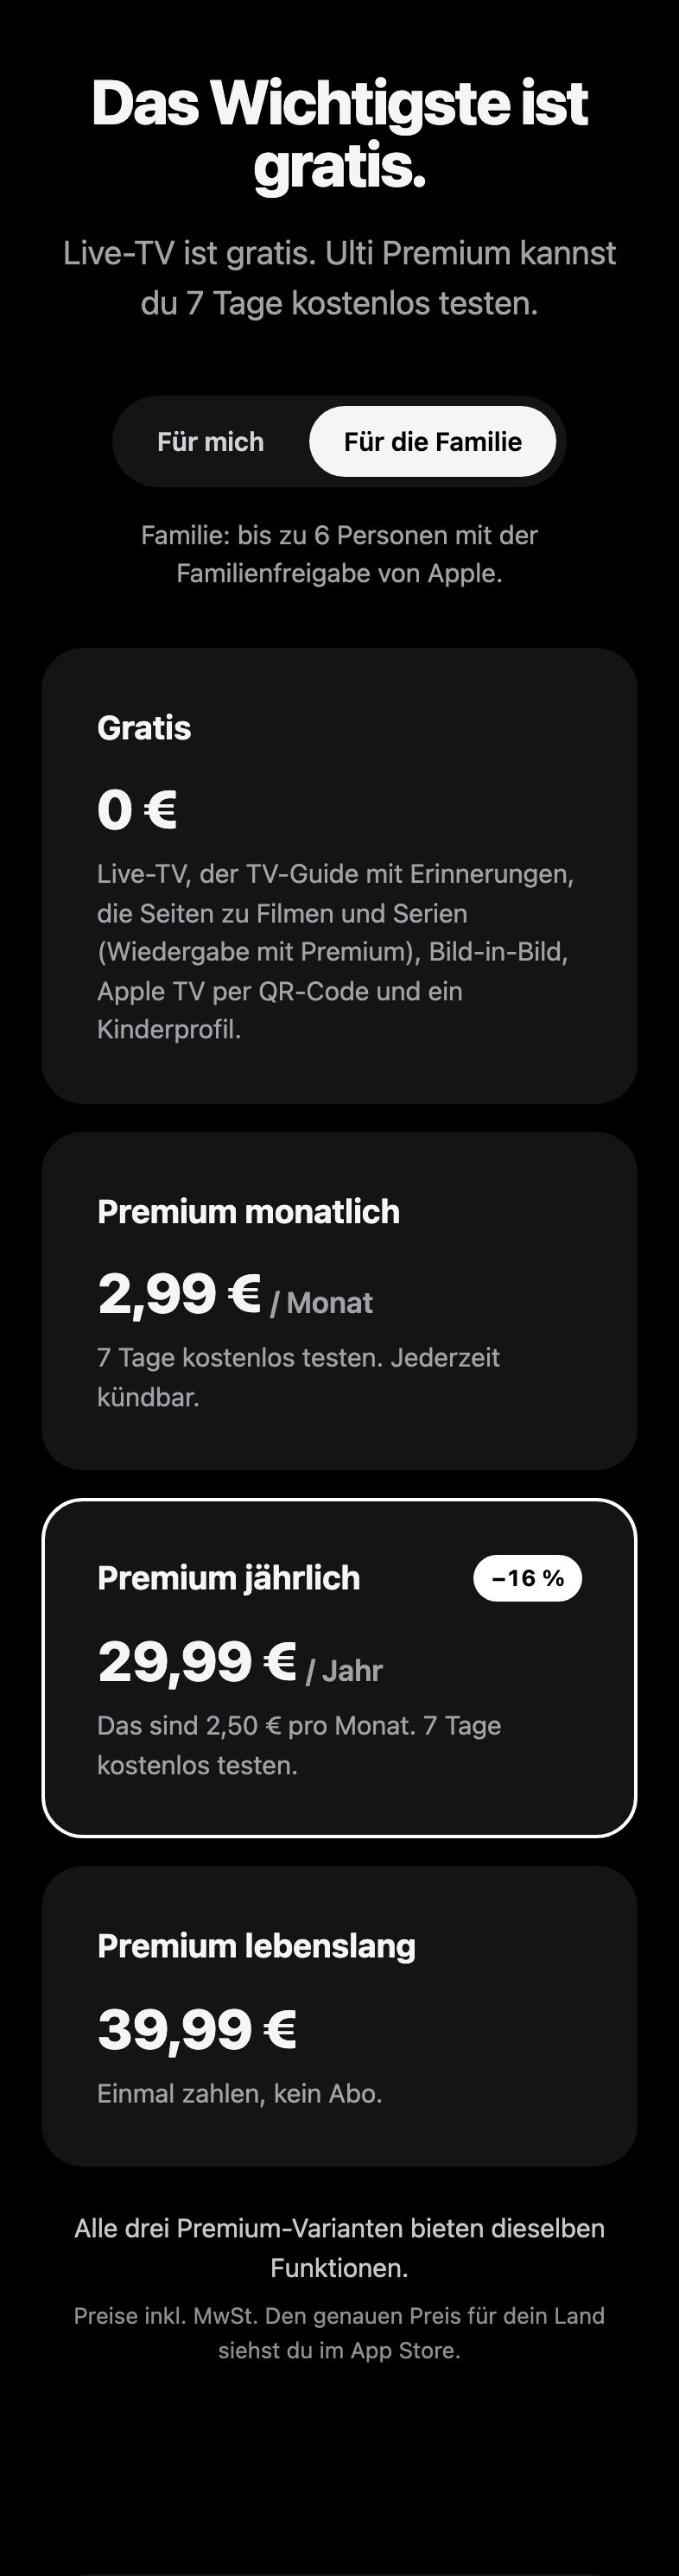 Das Wichtigste ist
gratis.
Live-TV ist gratis. Ulti Premium kannst
du 7 Tage kostenlos testen.
Für mich
Für die Familie
Familie: bis zu 6 Personen mit der
Familienfreigabe von Apple.
Gratis
0 €
Live-TV, der TV-Guide mit Erinnerungen,
die Seiten zu Filmen und Serien
(Wiedergabe mit Premium), Bild-in-Bild,
Apple TV per QR-Code und ein
Kinderprofil.
Premium monatlich
2,99 € / Monat
7 Tage kostenlos testen. Jederzeit
kündbar.
Premium jährlich
–16 %
29,99 € / Jahr
Das sind 2,50 € pro Monat. 7 Tage
kostenlos testen.
Premium lebenslang
39,99 €
Einmal zahlen, kein Abo.
Alle drei Premium-Varianten bieten dieselben
Funktionen.
Preise inkl. MwSt. Den genauen Preis für dein Land
siehst du im App Store.